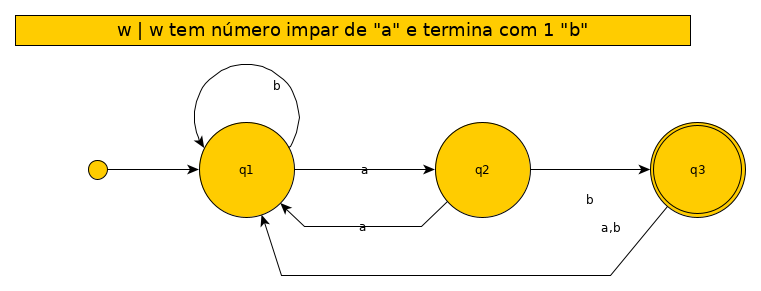 w | w tem número impar de "a" e termina com 1 "b"
b
q1
a
q2
q3
b
a
a,b